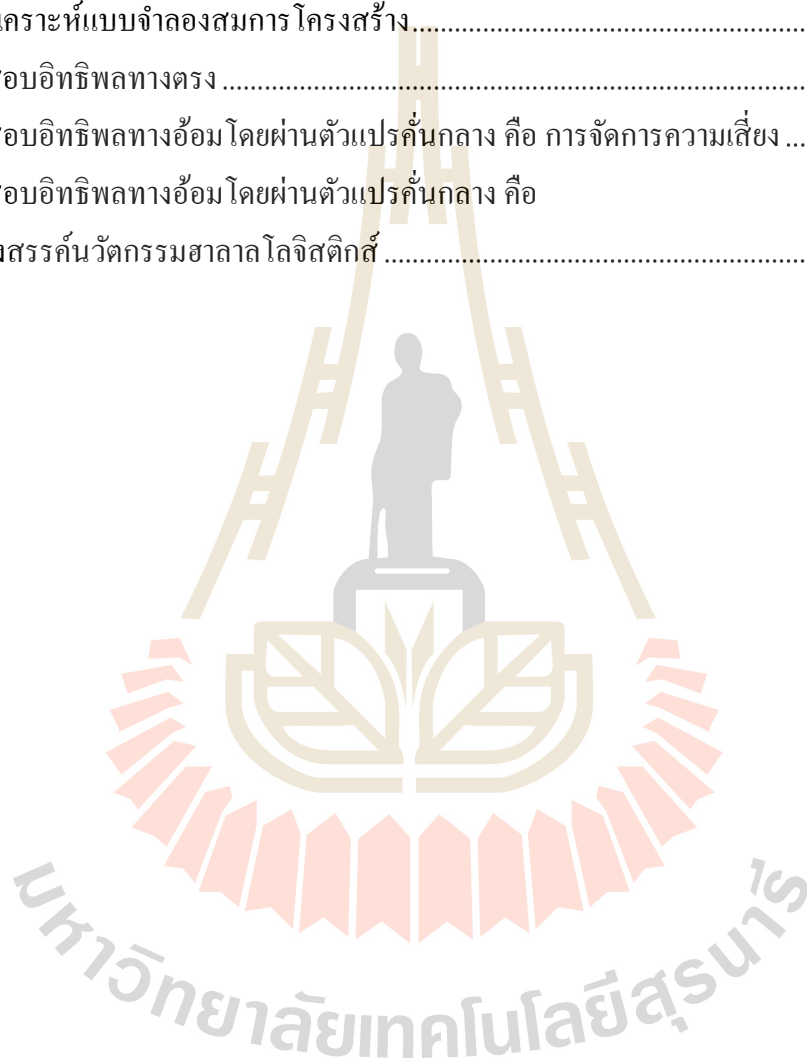 เคราะห์แบบจำลองสมการโครงสร้าง........................................................
อบอิทธิพลทางตรง...................................................................................
อบอิทธิพลทางอ้อมโดยผ่านตัวแปรคั่นกลาง คือ การจัดการความเสี่ยง...
อบอิทธิพลทางอ้อมโดยผ่านตัวแปรคั่นกลาง คือ
งสรรค์นวัตกรรมฮาลาลโลจิสติกส์............................................................
มหาวิทยาลัยเทคโนโลยีสุรนารี